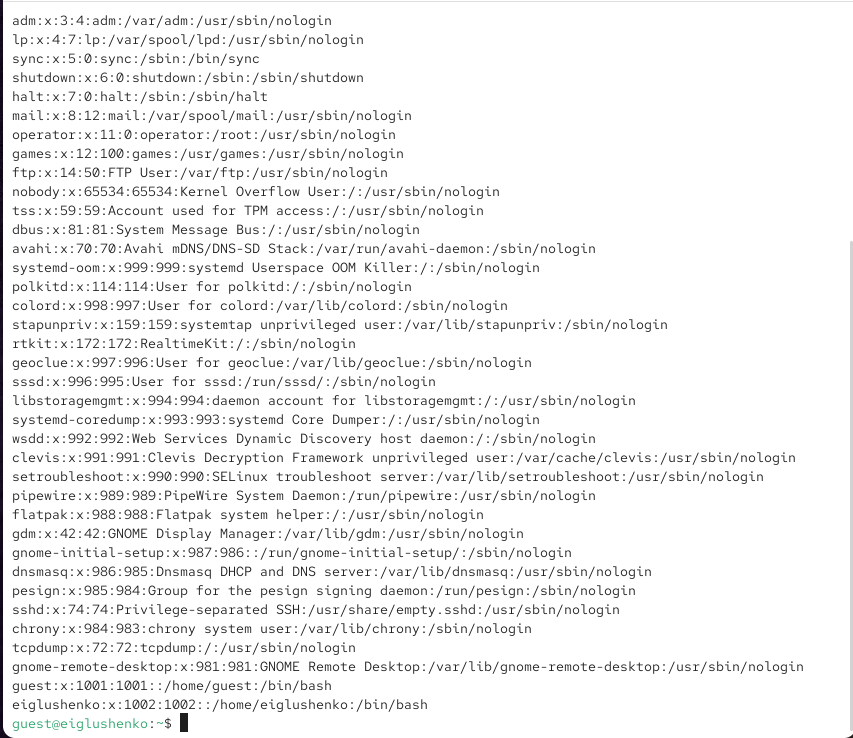 adm:x:3:4:adm:/var/adm:/usr/sbin/nologin
lp:x:4:7:lp:/var/spool/lpd:/usr/sbin/nologin
sync:x:5:0:sync:/sbin:/bin/sync
shutdown:x:6:0:shutdown:/sbin:/sbin/shutdown
halt:x:7:0:halt:/sbin:/sbin/halt
mail:x:8:12:mail:/var/spool/mail:/usr/sbin/nologin
operator:x:11:0:operator:/root:/usr/sbin/nologin
games:x:12:100:games:/usr/games:/usr/sbin/nologin
ftp:x:14:50:FTP User:/var/ftp:/usr/sbin/nologin
nobody:x:65534:65534:Kernel Overflow User:/:/usr/sbin/nologin
tss:x:59:59:Account used for TPM access:/:/usr/sbin/nologin
dbus:x:81:81:System Message Bus:/:/usr/sbin/nologin
avahi:x:70:70:Avahi mDNS/DNS-SD Stack:/var/run/avahi-daemon:/sbin/nologin
systemd-oom:x:999:999:systemd Userspace OOM Killer:/:/sbin/nologin
polkitd:x:114:114:User for polkitd:/:/sbin/nologin
colord:x:998:997:User for colord:/var/lib/colord:/sbin/nologin
stapunpriv:x:159:159:systemtap unprivileged user:/var/lib/stapunpriv:/sbin/nologin
rtkit:x:172:172:RealtimeKit:/:/sbin/nologin
geoclue:x:997:996:User for geoclue:/var/lib/geoclue:/sbin/nologin
sssd:x:996:995:User for sssd:/run/sssd/:/sbin/nologin
libstoragemgmt:x:994:994:daemon account for libstoragemgmt:/:/usr/sbin/nologin
systemd-coredump:x:993:993:systemd Core Dumper:/:/usr/sbin/nologin
wsdd:x:992:992:Web Services Dynamic Discovery host daemon:/:/sbin/nologin
clevis:x:991:991:Clevis Decryption Framework unprivileged user:/var/cache/clevis:/usr/sbin/nologin
setroubleshoot:x:990:990:SELinux troubleshoot server:/var/lib/setroubleshoot:/usr/sbin/nologin
pipewire:x:989:989:PipeWire System Daemon:/run/pipewire:/usr/sbin/nologin
flatpak:x:988:988:Flatpak system helper:/:/usr/sbin/nologin
gdm:x:42:42:GNOME Display Manager:/var/lib/gdm:/usr/sbin/nologin
gnome-initial-setup:x:987:986::/run/gnome-initial-setup/:/sbin/nologin
dnsmasq:x:986:985:Dnsmasq DHCP and DNS server:/var/lib/dnsmasq:/usr/sbin/nologin
pesign:x:985:984:Group for the pesign signing daemon:/run/pesign:/sbin/nologin
sshd:x:74:74:Privilege-separated SSH:/usr/share/empty.sshd:/usr/sbin/nologin
chrony:x:984:983:chrony system user:/var/lib/chrony:/sbin/nologin
tcpdump:x:72:72:tcpdump:/:/usr/sbin/nologin
gnome-remote-desktop:x:981:981:GNOME Remote Desktop:/var/lib/gnome-remote-desktop:/usr/sbin/nologin
guest:x:1001:1001::/home/guest:/bin/bash
eiglushenko:x:1002:1002::/home/eiglushenko:/bin/bash
guest@eiglushenko:~$